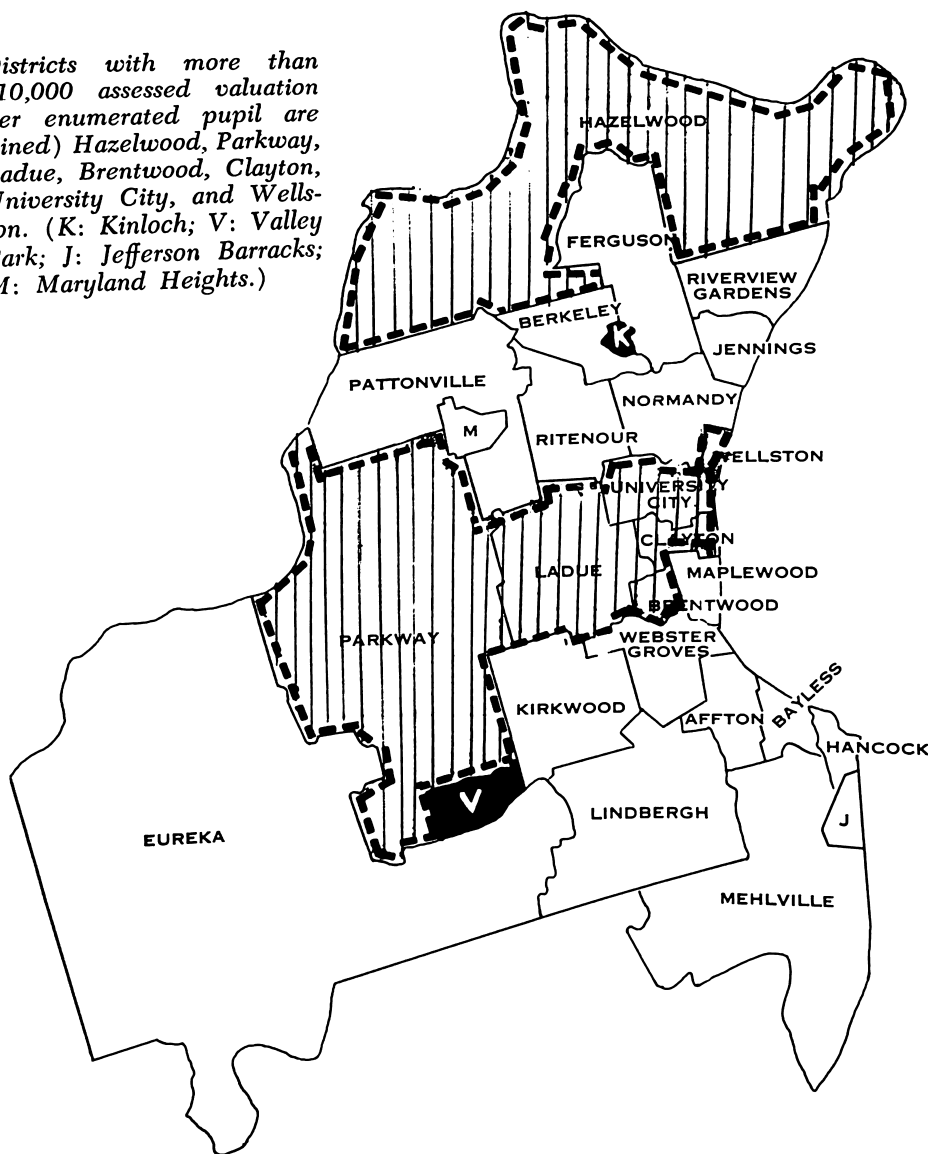 istricts with more than
10,000 assessed valuation
er enumerated pupil are
ined) Hazelwood, Parkway,
adue, Brentwood, Clayton,
niversity City, and Wells-
on. (K: Kinloch; V: Valley
ark; J: Jefferson Barracks;
M: Maryland Heights.)
HAZELWOOD
FERGUSON
RIVERVIEW
GARDENS
BERKELEY
K
JENNINGS
PATTONVILLE
NORMANDY
M
RITENOUR
WELLSTON
UNIVERSITY
CITY
CLAYTON
LADUE
MAPLEWOOD
BRENTWOOD
PARKWAY
WEBSTER
GROVES
KIRKWOOD
AFFTON
BAYLESS
HANCOCK
V
LINDBERGH
J
EUREKA
MEHLVILLE